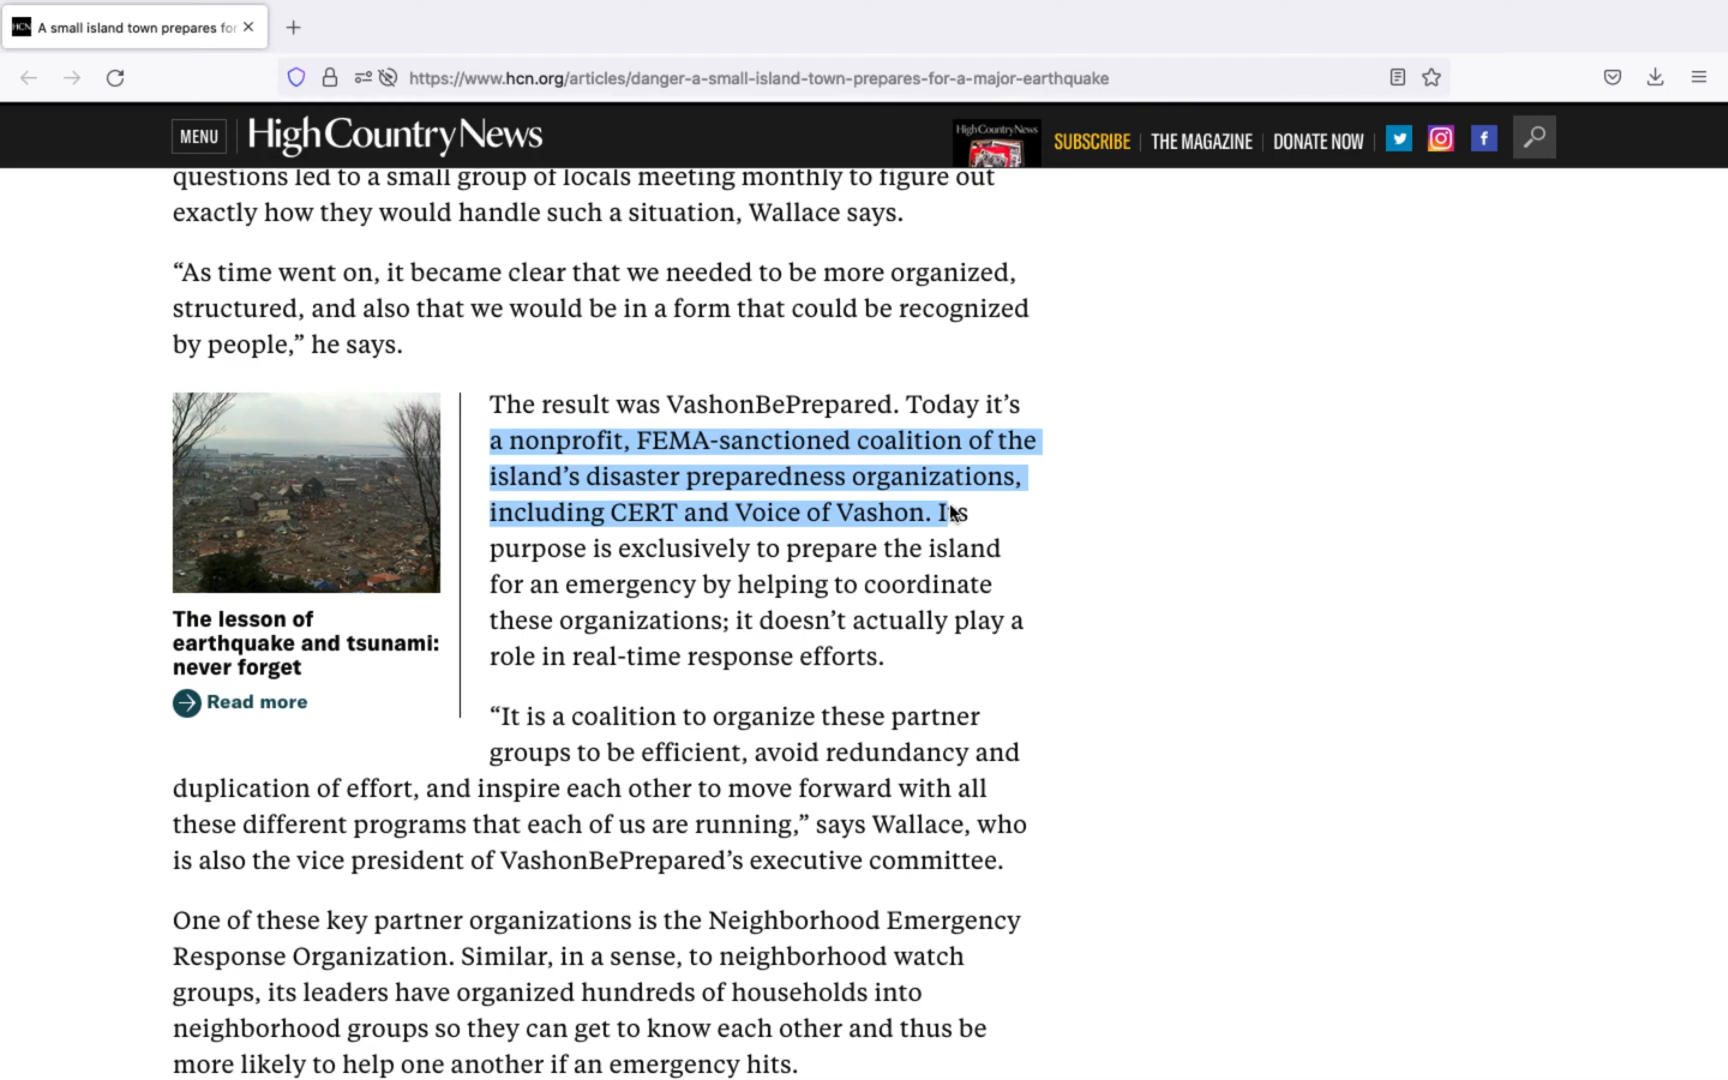 HCN A small island town prepares for
https://www.hcn.org/articles/danger-a-small-island-town-prepares-for-a-major-earthquake
MENU High Country News High Country News SUBSCRIBE THE MAGAZINE DONATE NOW
questions led to a small group of locals meeting monthly to figure out
exactly how they would handle such a situation, Wallace says.
“As time went on, it became clear that we needed to be more organized,
structured, and also that we would be in a form that could be recognized
by people,” he says.
The result was VashonBePrepared. Today it’s
a nonprofit, FEMA-sanctioned coalition of the
island’s disaster preparedness organizations,
including CERT and Voice of Vashon. Its
purpose is exclusively to prepare the island
for an emergency by helping to coordinate
these organizations; it doesn’t actually play a
role in real-time response efforts.
The lesson of
earthquake and tsunami:
never forget
Read more
“It is a coalition to organize these partner
groups to be efficient, avoid redundancy and
duplication of effort, and inspire each other to move forward with all
these different programs that each of us are running,” says Wallace, who
is also the vice president of VashonBePrepared’s executive committee.
One of these key partner organizations is the Neighborhood Emergency
Response Organization. Similar, in a sense, to neighborhood watch
groups, its leaders have organized hundreds of households into
neighborhood groups so they can get to know each other and thus be
more likely to help one another if an emergency hits.